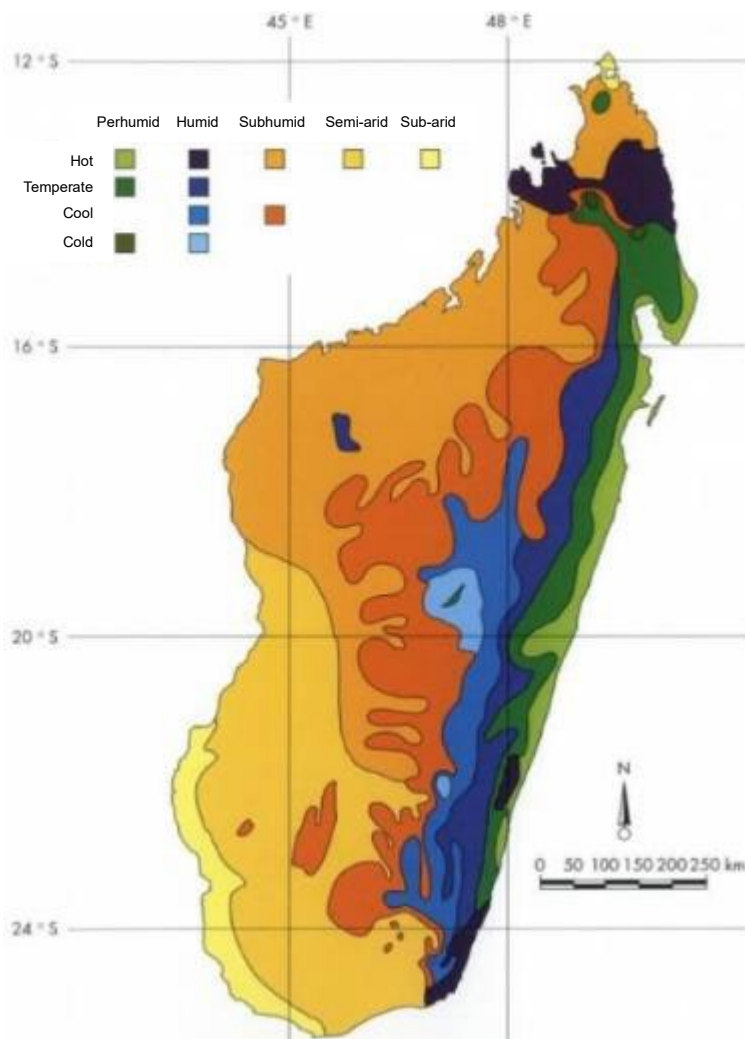 45 ° E 48 ° E
12 ° S
Perhumid Humid Subhumid Semi-arid Sub-arid
Hot
Temperate
Cool
Cold
16 ° S
20 ° S
N
0 50 100 150 200 250 km
24 ° S